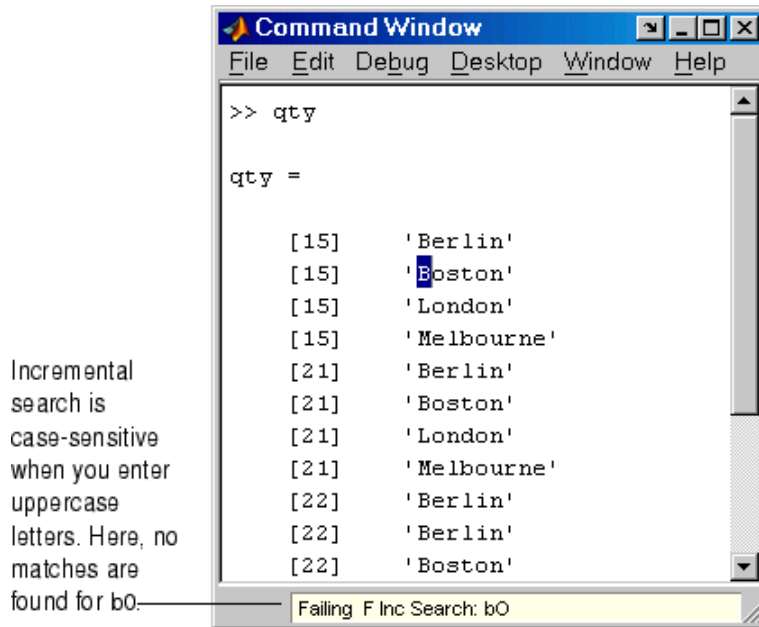 Command Window
File Edit Debug Desktop Window Help
>> qty
qty =
[15] 'Berlin'
[15] 'Boston'
[15] 'London'
[15] 'Melbourne'
[21] 'Berlin'
[21] 'Boston'
[21] 'London'
[21] 'Melbourne'
[22] 'Berlin'
[22] 'Berlin'
[22] 'Boston'
Failing F Inc Search: bO
Incremental
search is
case-sensitive
when you enter
uppercase
letters. Here, no
matches are
found for bO.